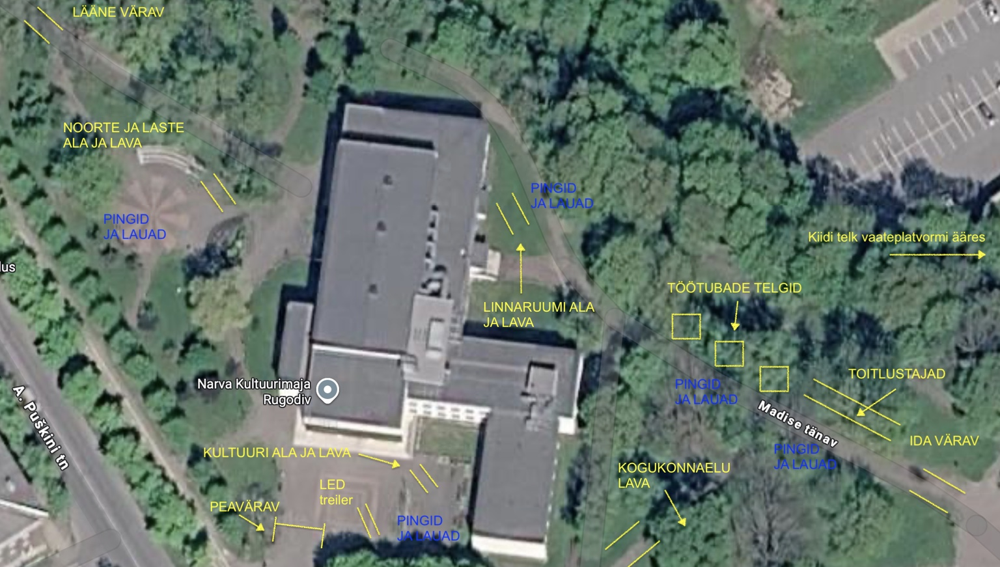 LÄÄNE VÄRAV
NOORTE JA LASTE
ALA JA LAVA
PINGID
JA LAUAD
PINGID
JA LAUAD
Kiidi telk vaateplatvormi ääres
lus
TÖÖTUBADE TELGID
LINNARUUMI ALA
JA LAVA
TOITLUSTAJAD
PINGID
JA LAUAD
Narva Kultuurimaja
Rugodiv
A. Puškini tn
Madise tänav
IDA VÄRAV
PINGID
JA LAUAD
KULTUURI ALA JA LAVA
KOGUKONNAELU
LAVA
LED
treiler
PEAVÄRAV
PINGID
JA LAUAD